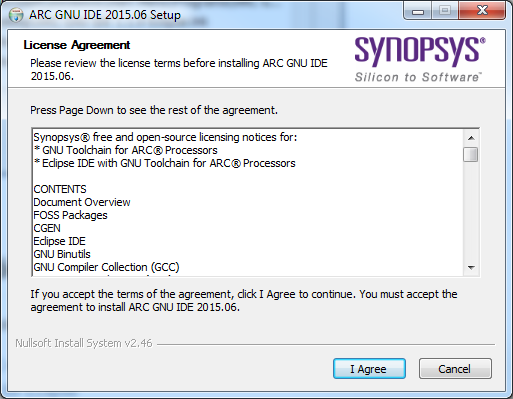 ARC GNU IDE 2015.06 Setup
License Agreement
Please review the license terms before installing ARC GNU IDE
2015.06.
SYNOPSYS®
Silicon to Software™
Press Page Down to see the rest of the agreement.
Synopsys® free and open-source licensing notices for:
* GNU Toolchain for ARC® Processors
* Eclipse IDE with GNU Toolchain for ARC® Processors
CONTENTS
Document Overview
FOSS Packages
CGEN
Eclipse IDE
GNU Binutils
GNU Compiler Collection (GCC)
If you accept the terms of the agreement, click I Agree to continue. You must accept the
agreement to install ARC GNU IDE 2015.06.
Nullsoft Install System v2.46
I Agree
Cancel